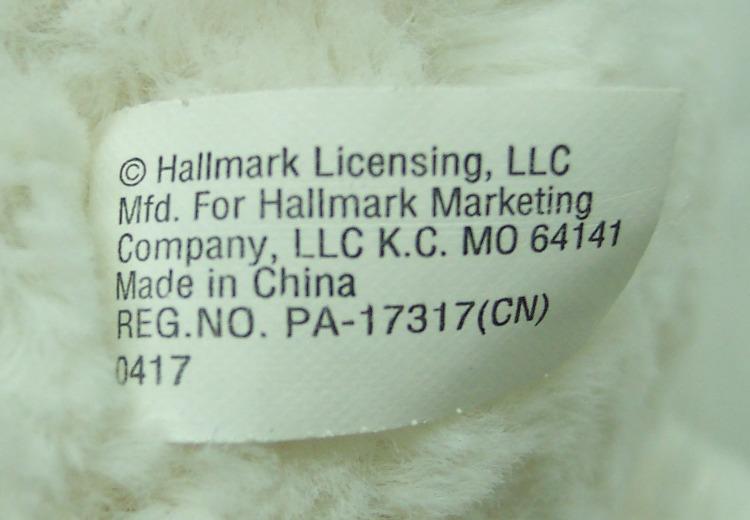 © Hallmark Licensing, LLC
Mfd. For Hallmark Marketing
Company, LLC K.C. MO 64141
Made in China
REG.NO. PA-17317(CN)
0417